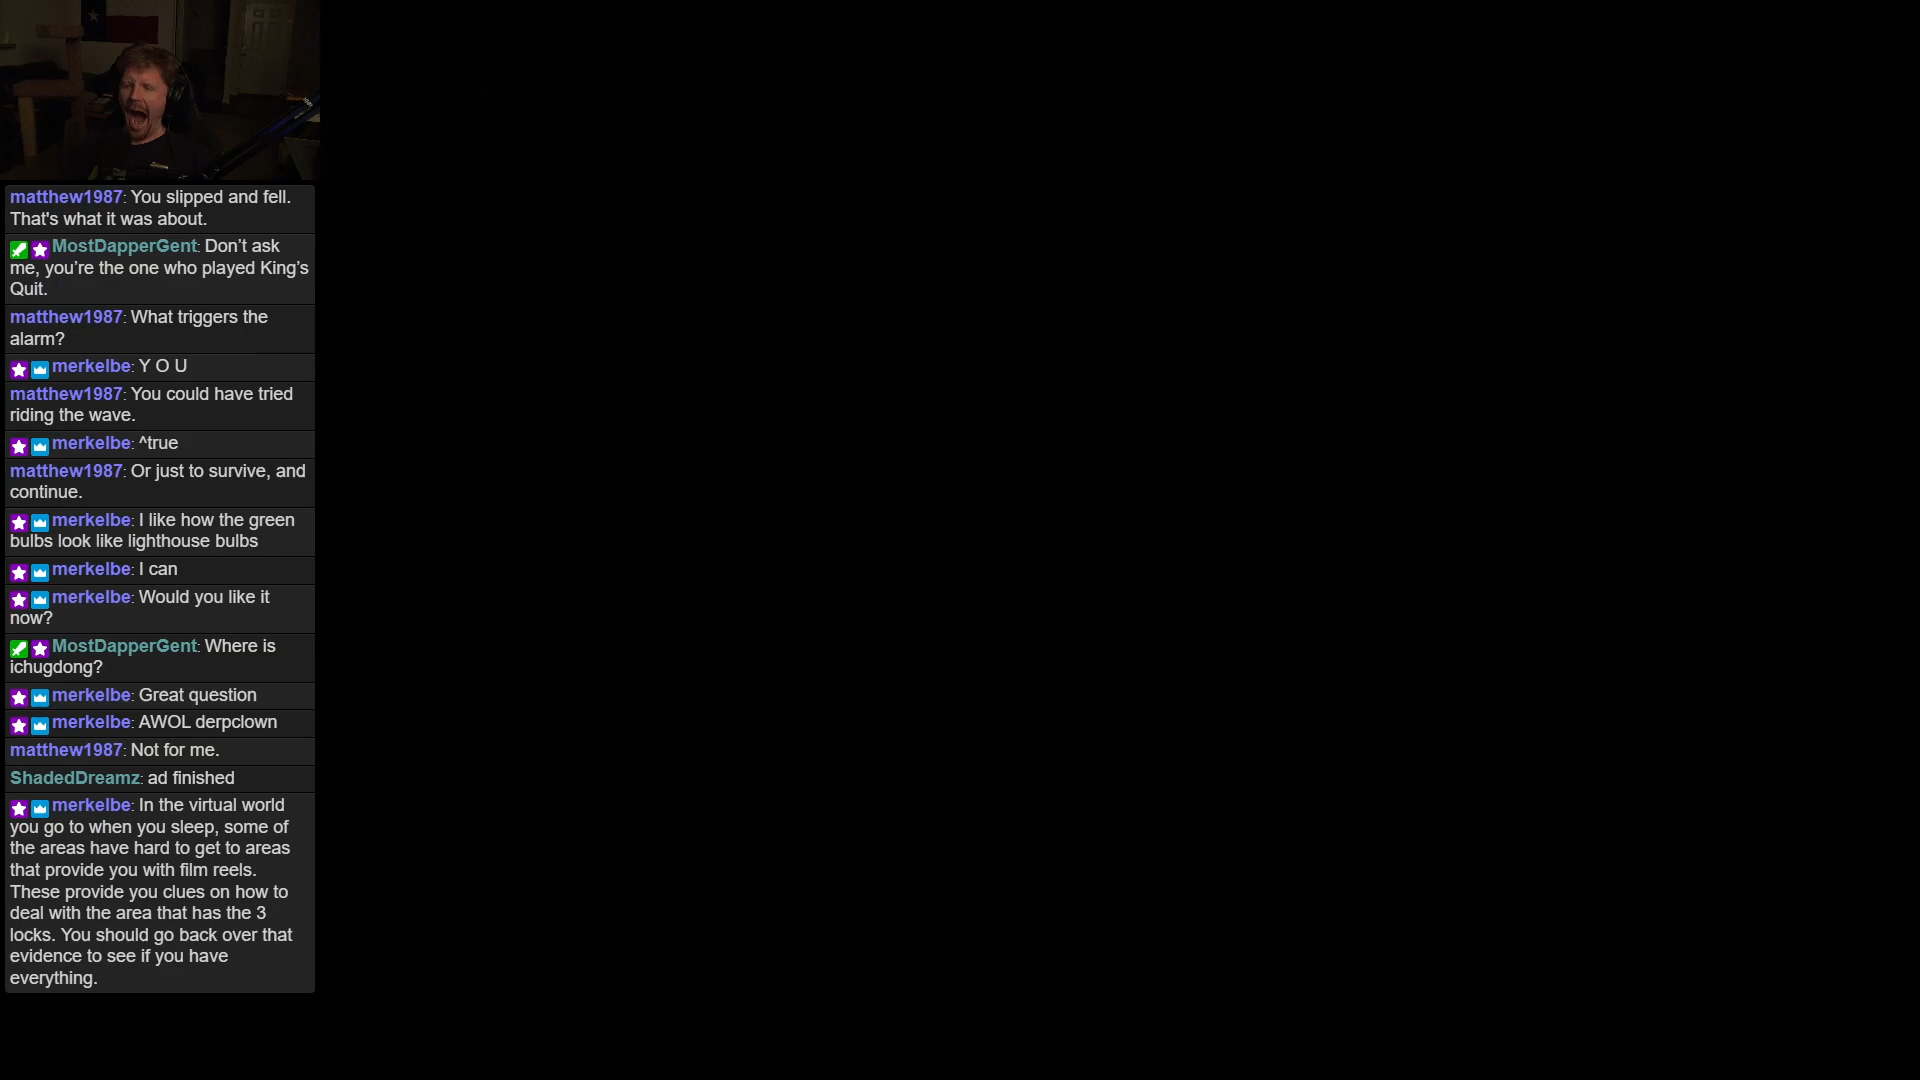 matthew1987: You slipped and fell.
That's what it was about.
MostDapperGent: Don’t ask
me, you’re the one who played King’s
Quit.
matthew1987: What triggers the
alarm?
merkelbe: Y O U
matthew1987: You could have tried
riding the wave.
merkelbe: ^true
matthew1987: Or just to survive, and
continue.
merkelbe: I like how the green
bulbs look like lighthouse bulbs
merkelbe: I can
merkelbe: Would you like it
now?
MostDapperGent: Where is
ichugdong?
merkelbe: Great question
merkelbe: AWOL derpclown
matthew1987: Not for me.
ShadedDreamz: ad finished
merkelbe: In the virtual world
you go to when you sleep, some of
the areas have hard to get to areas
that provide you with film reels.
These provide you clues on how to
deal with the area that has the 3
locks. You should go back over that
evidence to see if you have
everything.